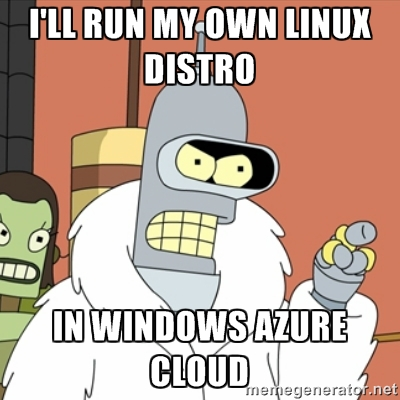 I'LL RUN MY OWN LINUX
DISTRO
IN WINDOWS AZURE
CLOUD
memegenerator.net